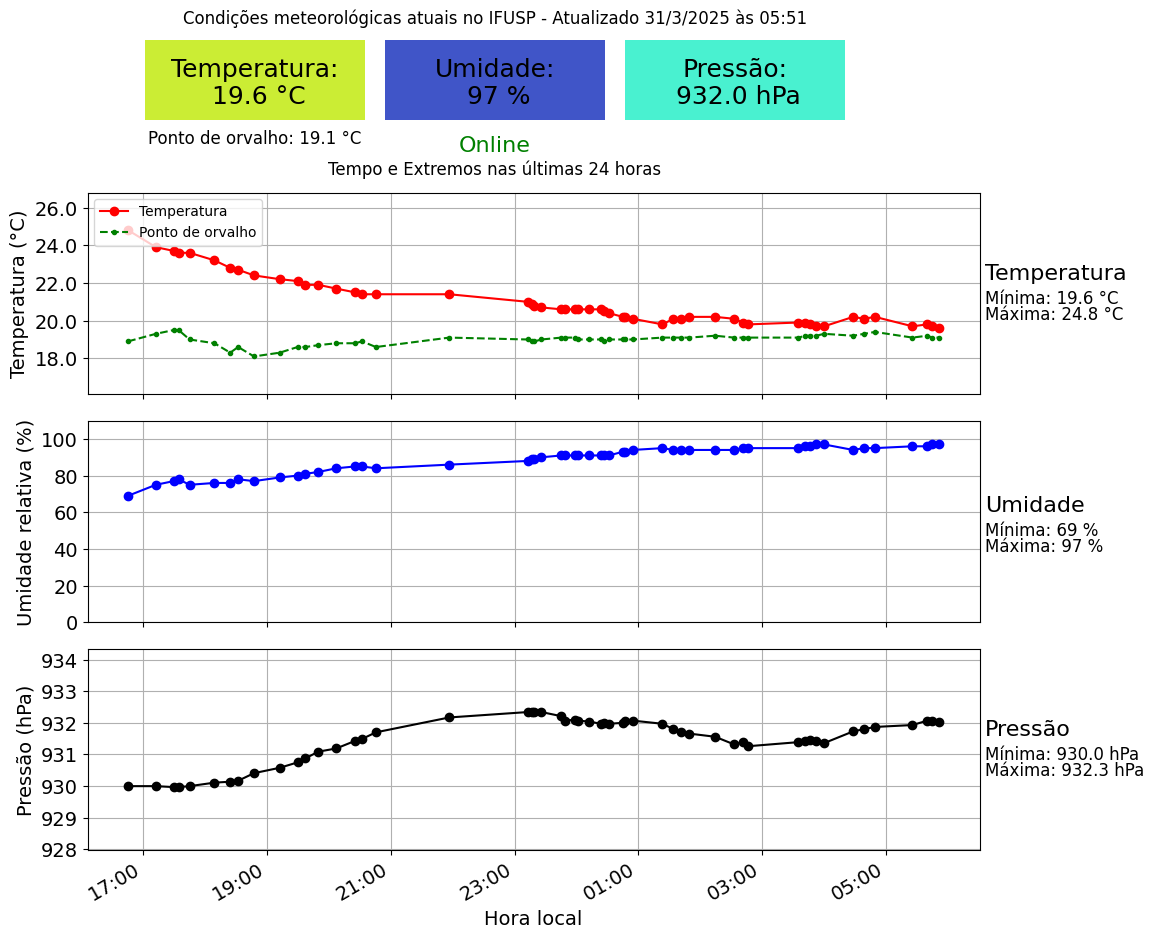 Condições meteorológicas atuais no IFUSP - Atualizado 31/3/2025 às 05:51
Temperatura:
19.6 °C
Umidade:
97 %
Pressão:
932.0 hPa
Ponto de orvalho: 19.1 °C
Online
Tempo e Extremos nas últimas 24 horas
Temperatura (°C)
26.0
24.0
22.0
20.0
18.0
Temperatura
Ponto de orvalho
Temperatura
Mínima: 19.6 °C
Máxima: 24.8 °C
Umidade relativa (%)
100
80
60
40
20
0
Umidade
Mínima: 69 %
Máxima: 97 %
Pressão (hPa)
934
933
932
931
930
929
928
Pressão
Mínima: 930.0 hPa
Máxima: 932.3 hPa
17:00
19:00
21:00
23:00
01:00
03:00
05:00
Hora local